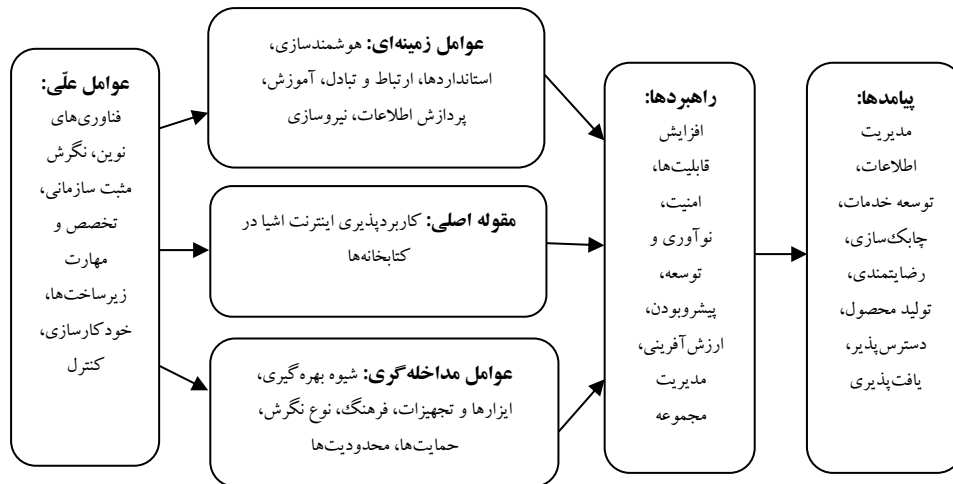 عوامل علّی:
فناوری‌های
نوین، نگرش
مثبت سازمانی،
تخصص و
مهارت
زیرساخت‌ها،
خودکارسازی،
کنترل
عوامل زمینه‌ای: هوشمندسازی،
استانداردها، ارتباط و تبادل، آموزش،
پردازش اطلاعات، نیروسازی
مقوله اصلی: کاربردپذیری اینترنت اشیا در
کتابخانه‌ها
عوامل مداخله‌گری: شیوه بهره‌گیری،
ایزارها و تجهیزات، فرهنگ، نوع نگرش،
حمایت‌ها، محدودیت‌ها
راهبردها:
افزایش
قابلیت‌ها،
امنیت،
نوآوری و
توسعه،
پیشروبودن،
ارزش‌آفرینی،
مدیریت
مجموعه
پیامدها:
مدیریت
اطلاعات،
توسعه خدمات،
چابک‌سازی،
رضایتمندی،
تولید محصول،
دسترس‌پذیر،
یافت‌پذیری